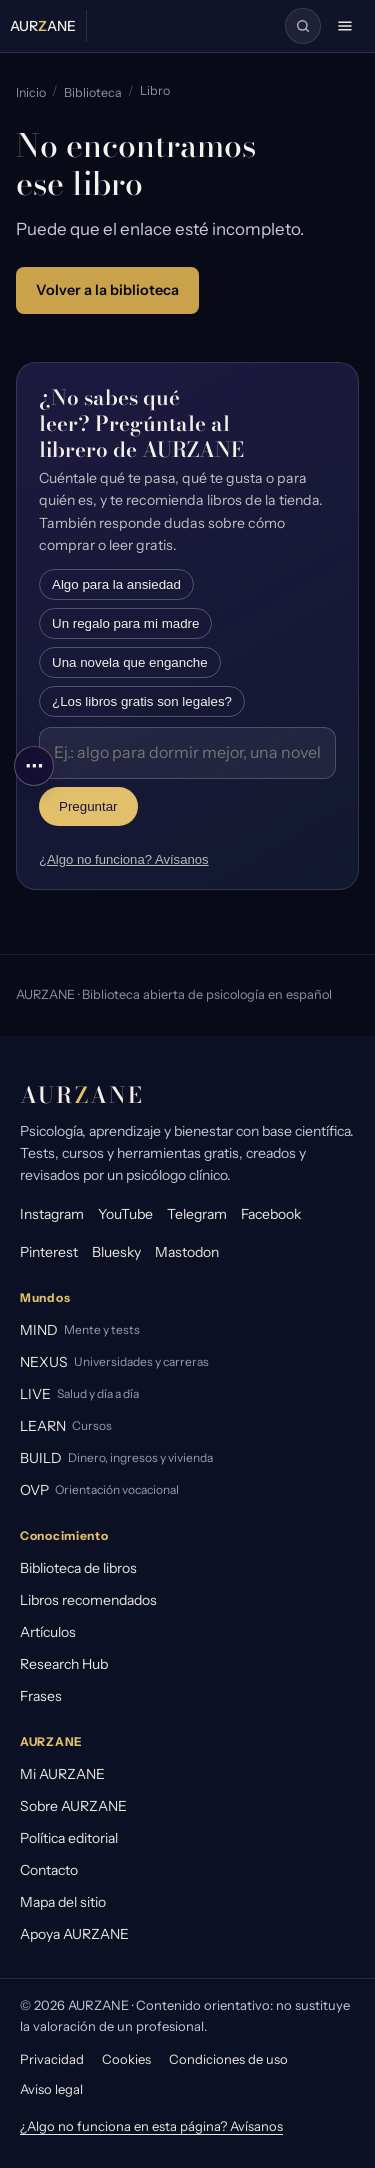 AURZANE
Inicio / Biblioteca / Libro
No encontramos
ese libro
Puede que el enlace esté incompleto.
Volver a la biblioteca
¿No sabes qué
leer? Pregúntale al
librero de AURZANE
Cuéntale qué te pasa, qué te gusta o para
quién es, y te recomienda libros de la tienda.
También responde dudas sobre cómo
comprar o leer gratis.
Algo para la ansiedad
Un regalo para mi madre
Una novela que enganche
¿Los libros gratis son legales?
Ej.: algo para dormir mejor, una novel
Preguntar
¿Algo no funciona? Avísanos
AURZANE · Biblioteca abierta de psicología en español
AURZANE
Psicología, aprendizaje y bienestar con base científica.
Tests, cursos y herramientas gratis, creados y
revisados por un psicólogo clínico.
Instagram YouTube Telegram Facebook
Pinterest Bluesky Mastodon
Mundos
MIND Mente y tests
NEXUS Universidades y carreras
LIVE Salud y día a día
LEARN Cursos
BUILD Dinero, ingresos y vivienda
OVP Orientación vocacional
Conocimiento
Biblioteca de libros
Libros recomendados
Artículos
Research Hub
Frases
AURZANE
Mi AURZANE
Sobre AURZANE
Política editorial
Contacto
Mapa del sitio
Apoya AURZANE
© 2026 AURZANE · Contenido orientativo: no sustituye
la valoración de un profesional.
Privacidad Cookies Condiciones de uso
Aviso legal
¿Algo no funciona en esta página? Avísanos